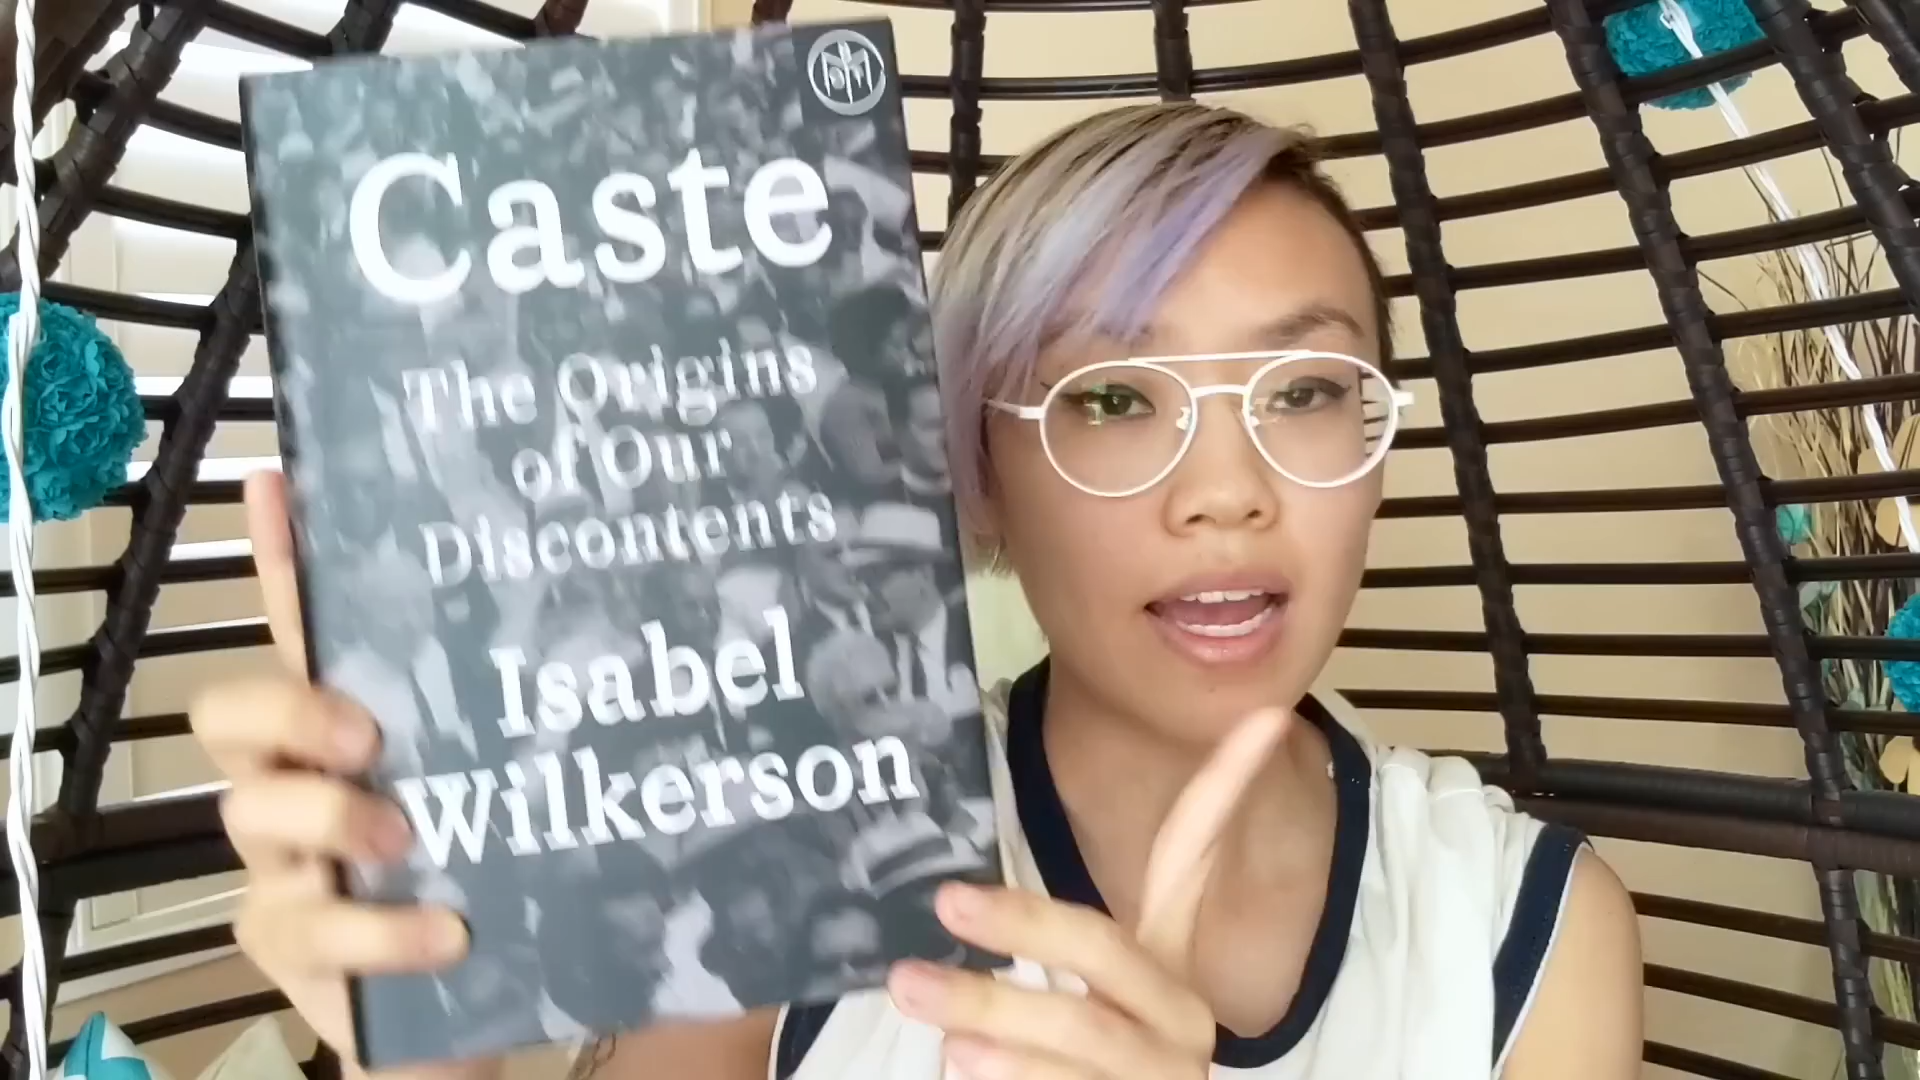 Caste
The Origins
of Our
Discontents
Isabel
Wilkerson